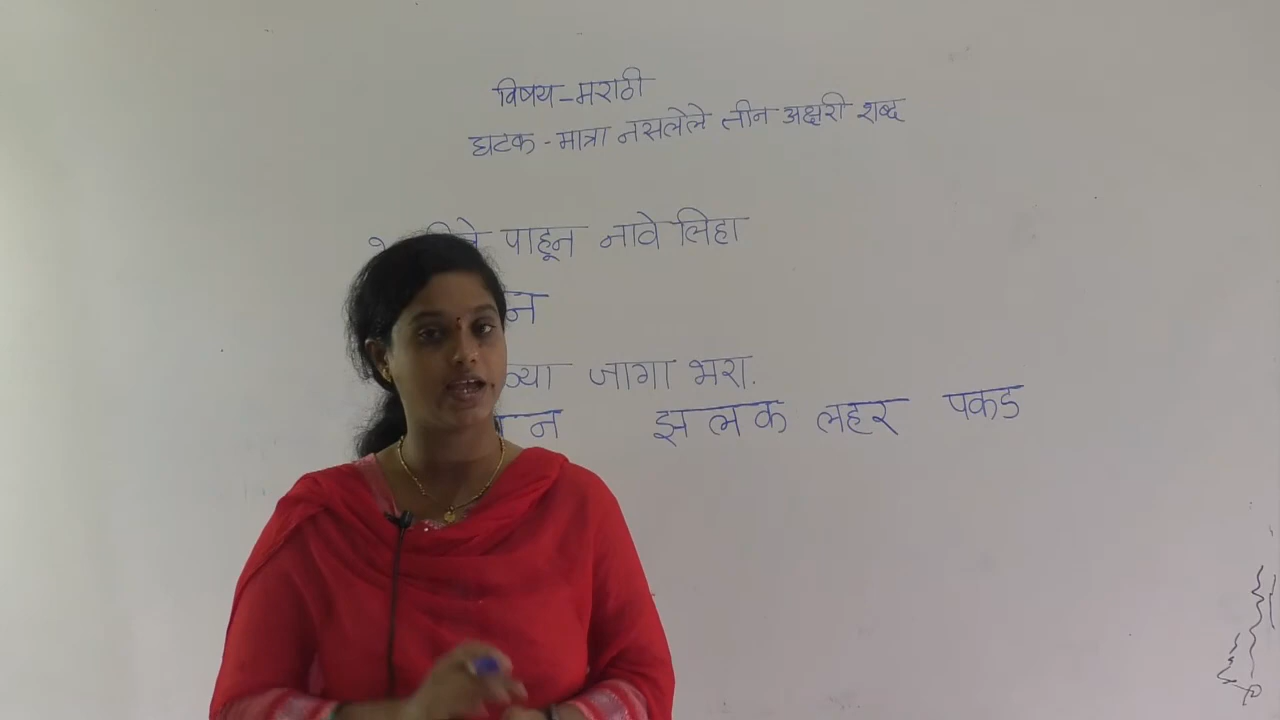 विषय-मराठी
घटक-मात्रा नसलेले तीन अक्षरी शब्द
पाहून नावे लिहा
न
जागा भरा.
न झलक लहर पकड